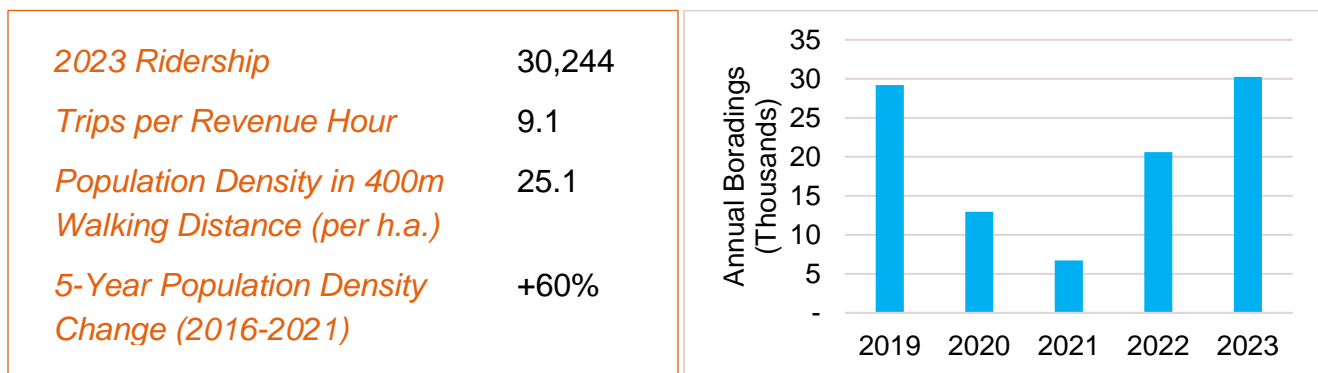 2023 Ridership 30,244
Trips per Revenue Hour 9.1
Population Density in 400m 25.1
Walking Distance (per h.a.)
5-Year Population Density +60%
Change (2016-2021)
Annual Boradings
(Thousands)
35
30
25
20
15
10
5
-
2019 2020 2021 2022 2023